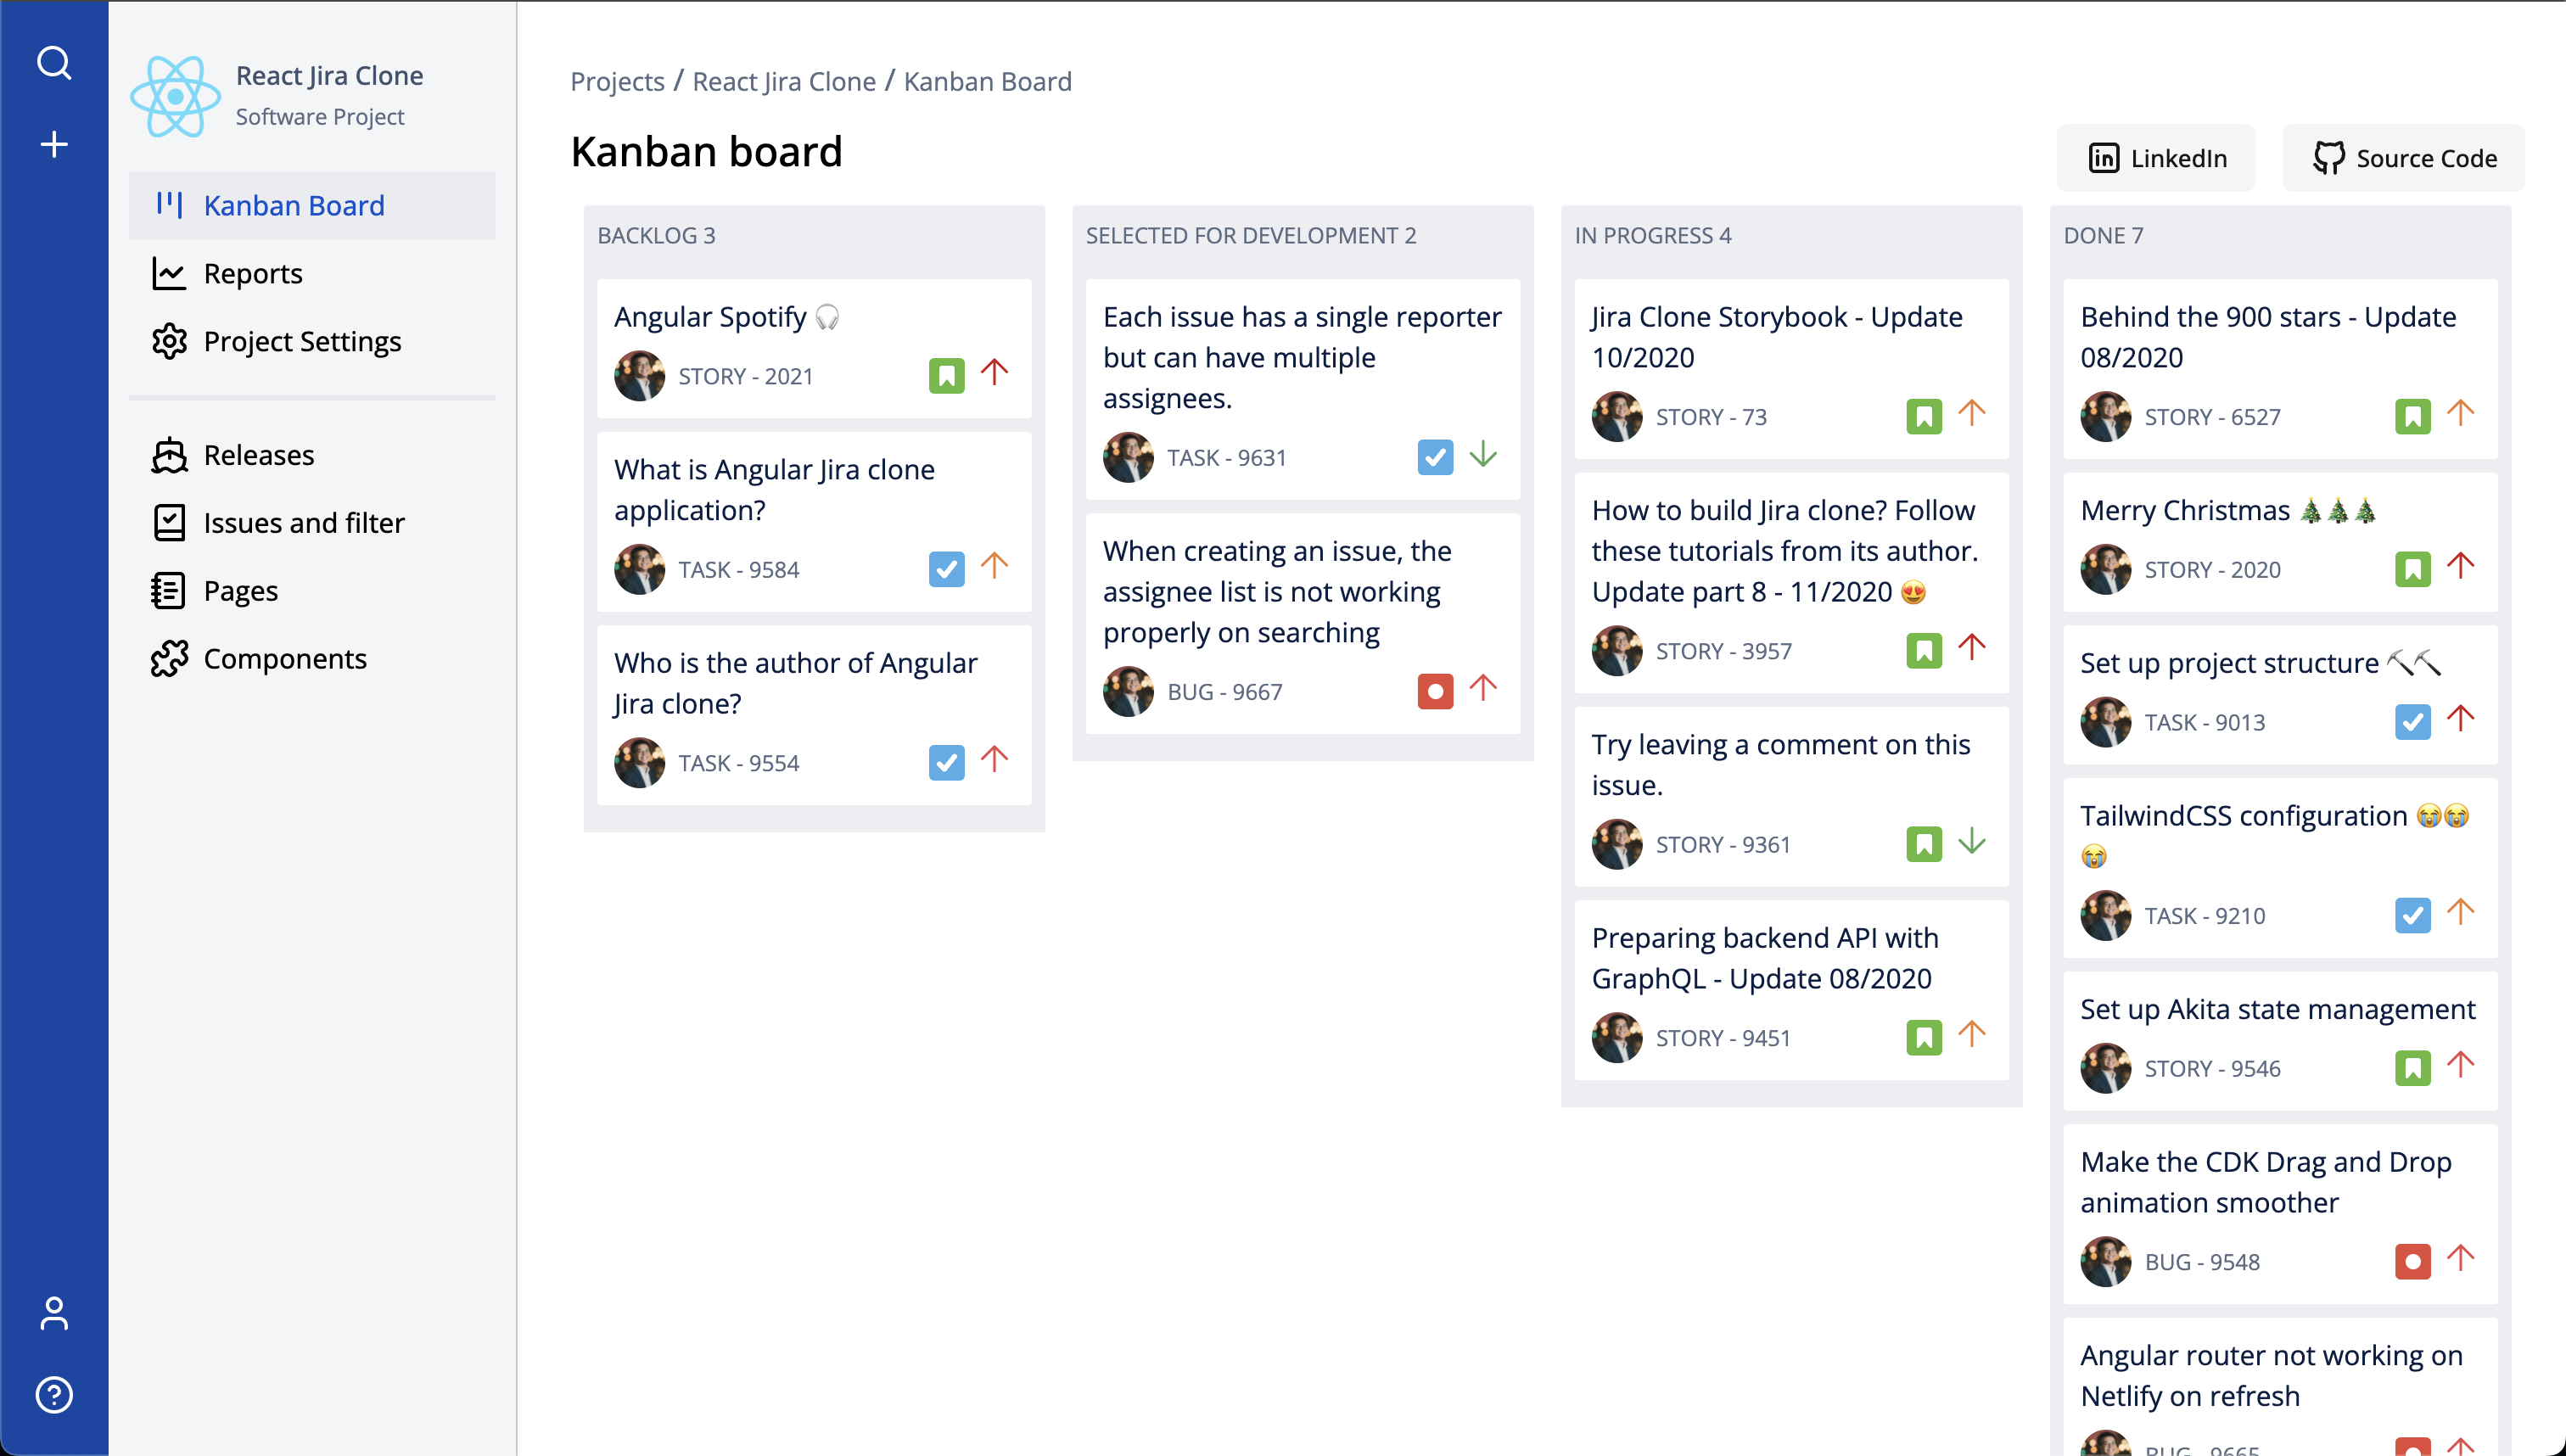 React Jira Clone
Software Project
Kanban Board
Reports
Project Settings
Releases
Issues and filter
Pages
Components
Projects / React Jira Clone / Kanban Board
Kanban board
LinkedIn
Source Code
BACKLOG 3
Angular Spotify 🎧
STORY - 2021
What is Angular Jira clone
application?
TASK - 9584
Who is the author of Angular
Jira clone?
TASK - 9554
SELECTED FOR DEVELOPMENT 2
Each issue has a single reporter
but can have multiple
assignees.
TASK - 9631
When creating an issue, the
assignee list is not working
properly on searching
BUG - 9667
IN PROGRESS 4
Jira Clone Storybook - Update
10/2020
STORY - 73
How to build Jira clone? Follow
these tutorials from its author.
Update part 8 - 11/2020 😍
STORY - 3957
Try leaving a comment on this
issue.
STORY - 9361
Preparing backend API with
GraphQL - Update 08/2020
STORY - 9451
DONE 7
Behind the 900 stars - Update
08/2020
STORY - 6527
Merry Christmas 🎄🎄🎄
STORY - 2020
Set up project structure ⛏⛏
TASK - 9013
TailwindCSS configuration 😭😭
😭
TASK - 9210
Set up Akita state management
STORY - 9546
Make the CDK Drag and Drop
animation smoother
BUG - 9548
Angular router not working on
Netlify on refresh
BUG - 9665